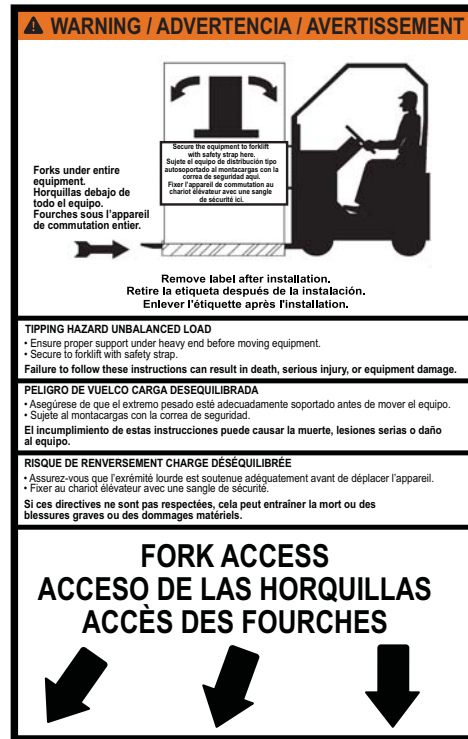 WARNING / ADVERTENCIA / AVERTISSEMENT
Secure the equipment to forklift
with safety strap here.
Sujete el equipo de distribución tipo
autosoportado al montacargas con la
correa de seguridad aquí.
Fixer l'appareil de commutation au
chariot élévateur avec une sangle
de sécurité ici.
Forks under entire
equipment.
Horquillas debajo de
todo el equipo.
Fourches sous l'appareil
de commutation entier.
Remove label after installation.
Retire la etiqueta después de la instalación.
Enlever l'étiquette après l'installation.
TIPPING HAZARD UNBALANCED LOAD
• Ensure proper support under heavy end before moving equipment.
• Secure to forklift with safety strap.
Failure to follow these instructions can result in death, serious injury, or equipment damage.
PELIGRO DE VUELCO CARGA DESEQUILIBRADA
• Asegúrese de que el extremo pesado esté adecuadamente soportado antes de mover el equipo.
• Sujete al montacargas con la correa de seguridad.
El incumplimiento de estas instrucciones puede causar la muerte, lesiones serias o daño
al equipo.
RISQUE DE RENVERSEMENT CHARGE DÉSÉQUILIBRÉE
• Assurez-vous que l'exrémité lourde est soutenue adéquatement avant de déplacer l'appareil.
• Fixer au chariot élévateur avec une sangle de sécurité.
Si ces directives ne sont pas respectées, cela peut entraîner la mort ou des
blessures graves ou des dommages matériels.
FORK ACCESS
ACCESO DE LAS HORQUILLAS
ACCÈS DES FOURCHES